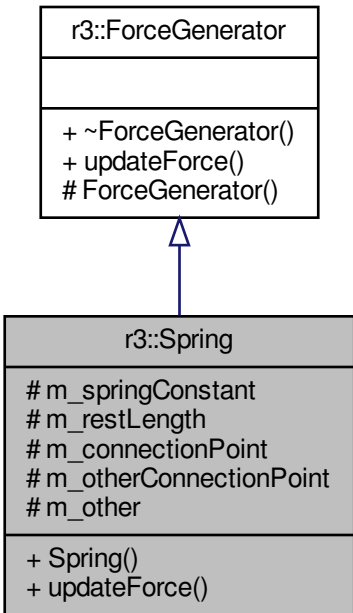 r3::ForceGenerator
+ ~ForceGenerator()
+ updateForce()
# ForceGenerator()
r3::Spring
# m_springConstant
# m_restLength
# m_connectionPoint
# m_otherConnectionPoint
# m_other
+ Spring()
+ updateForce()